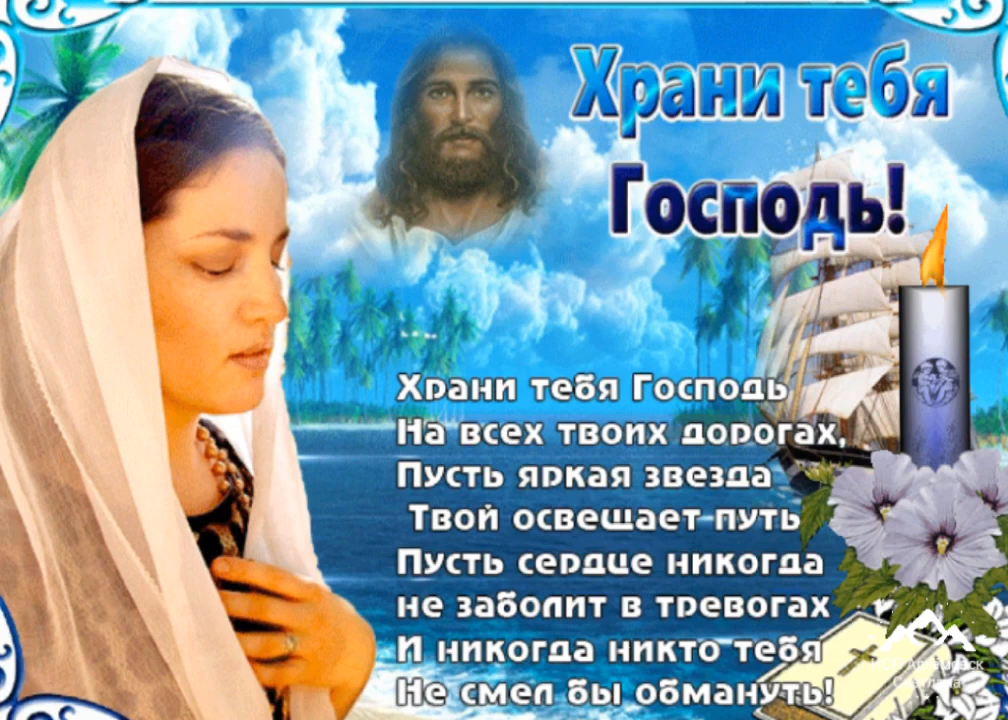 Храни тебя
Господь!
Храни тебя Господь
На всех твоих дорогах,
Пусть яркая звезда
Твой освещает путь
Пусть сердце никогда
не заболит в тревогах
И никогда никто тебя
Не смел бы обмануть!